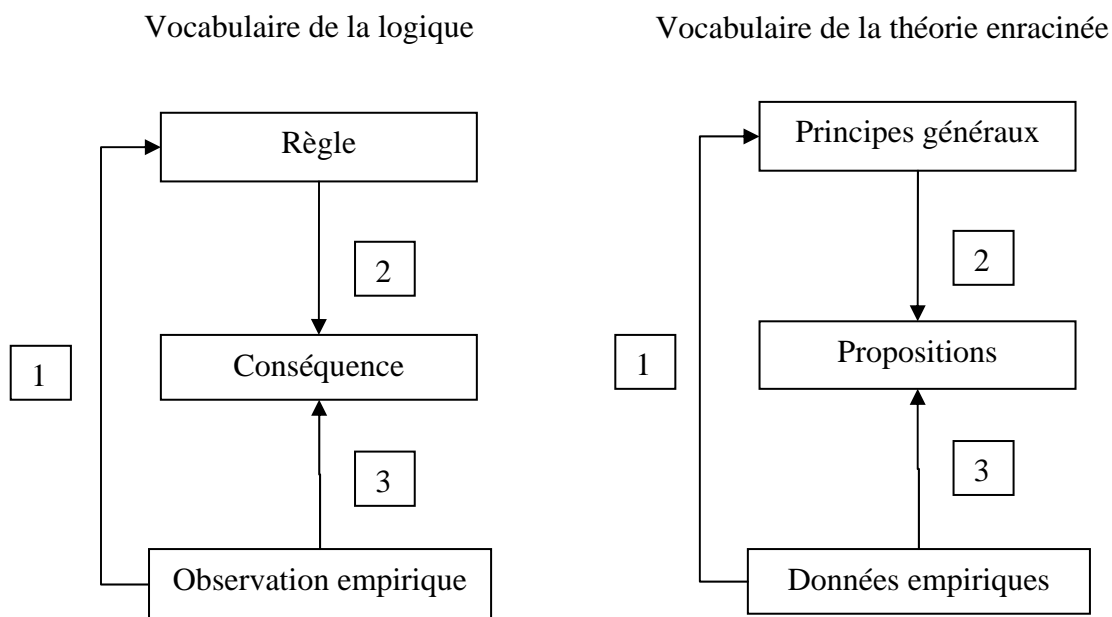 Vocabulaire de la logique
Règle
2
1
Conséquence
3
Observation empirique
Vocabulaire de la théorie enracinée
Principes généraux
2
1
Propositions
3
Données empiriques